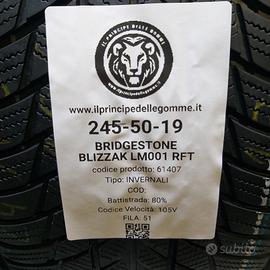 IL PRINCIPE DELLE GOMME
www.ilprincipedellegomme.it
245-50-19
BRIDGESTONE
BLIZZAK LM001 RFT
codice prodotto: 61407
Tipo: INVERNALI
COD:
Battistrada: 80%
Codice Velocità: 105V
FILA: 51
subito